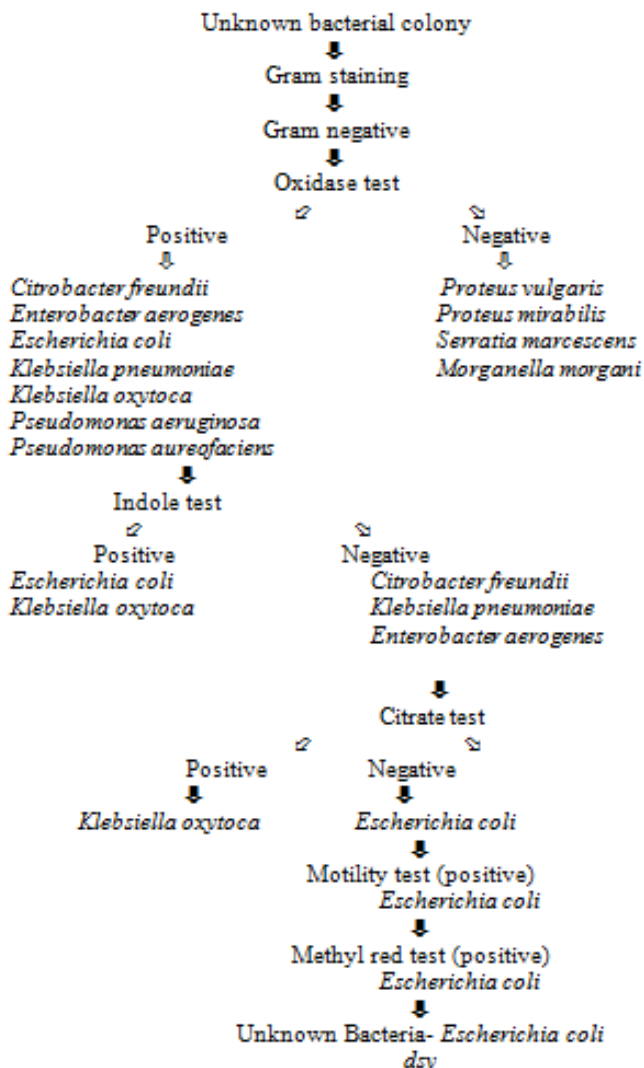 Unknown bacterial colony
Gram staining
Gram negative
Oxidase test
Positive Negative
Citrobacter freundii Proteus vulgaris
Enterobacter aerogenes Proteus mirabilis
Escherichia coli Serratia marcescens
Klebsiella pneumoniae Morganella morgani
Klebsiella oxytoca
Pseudomonas aeruginosa
Pseudomonas aureofaciens
Indole test
Positive Negative
Escherichia coli Citrobacter freundii
Klebsiella oxytoca Klebsiella pneumoniae
Enterobacter aerogenes
Citrate test
Positive Negative
Klebsiella oxytoca Escherichia coli
Motility test (positive)
Escherichia coli
Methyl red test (positive)
Escherichia coli
Unknown Bacteria- Escherichia coli
dsy